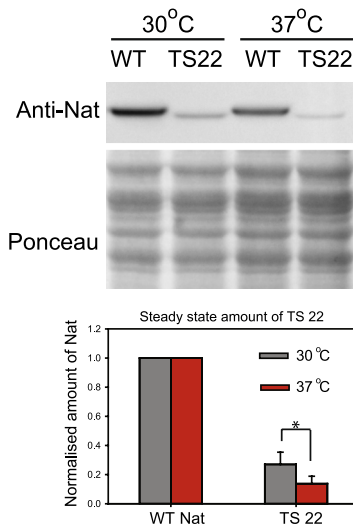 30°C 37°C
WT TS22 WT TS22
Anti-Nat
Ponceau
Steady state amount of TS 22
Normalised amount of Nat
1.2
1.0
0.8
0.6
0.4
0.2
0.0
30 °C
37 °C
*
WT Nat TS 22